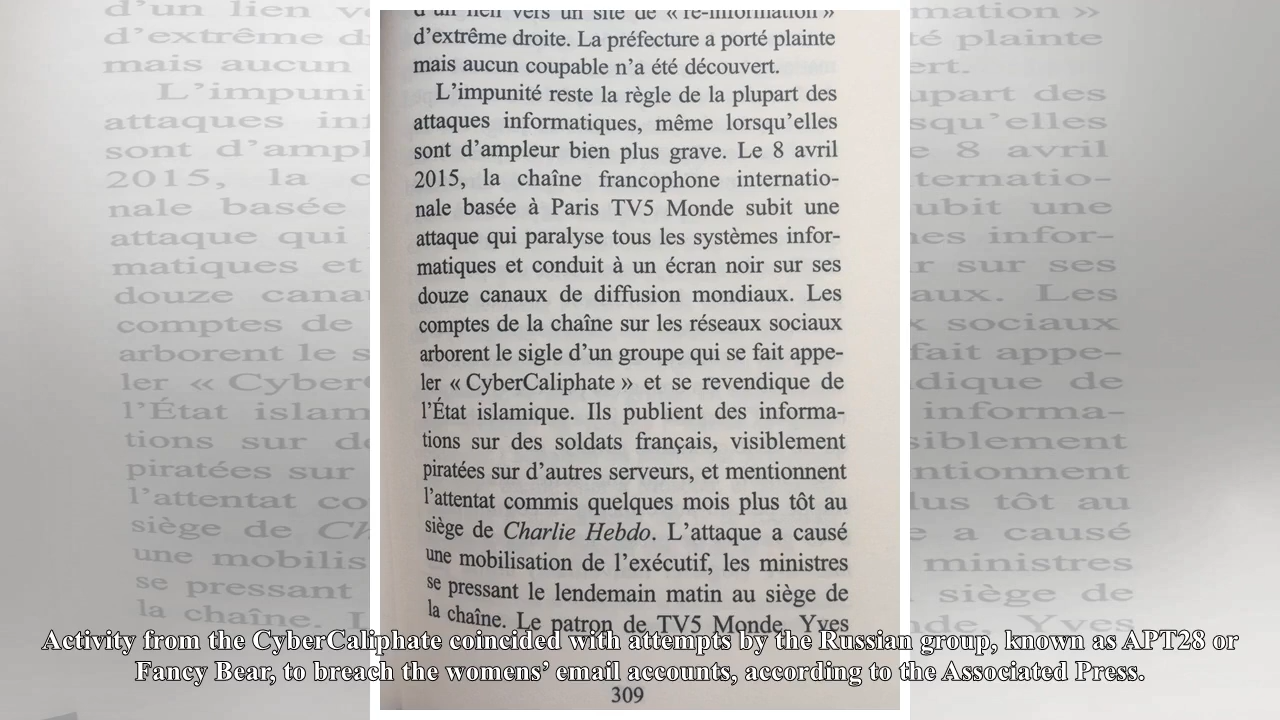 d'un lien vers un site de « re-information »
d'extrême droite. La préfecture a porté plainte
mais aucun coupable n'a été découvert.
L'impunité reste la règle de la plupart des
attaques informatiques, même lorsqu'elles
sont d'ampleur bien plus grave. Le 8 avril
2015, la chaîne francophone internatio-
nale basée à Paris TV5 Monde subit une
attaque qui paralyse tous les systèmes infor-
matiques et conduit à un écran noir sur ses
douze canaux de diffusion mondiaux. Les
comptes de la chaîne sur les réseaux sociaux
arborent le sigle d'un groupe qui se fait appe-
ler « CyberCaliphate » et se revendique de
l'État islamique. Ils publient des informa-
tions sur des soldats français, visiblement
piratées sur d'autres serveurs, et mentionnent
l'attentat commis quelques mois plus tôt au
siège de Charlie Hebdo. L'attaque a causé
une mobilisation de l'exécutif, les ministres
se pressant le lendemain matin au siège de
la chaîne. Le patron de TV5 Monde, Yves
Activity from the CyberCaliphate coincided with attempts by the Russian group, known as APT28 or
Fancy Bear, to breach the womens’ email accounts, according to the Associated Press.
309